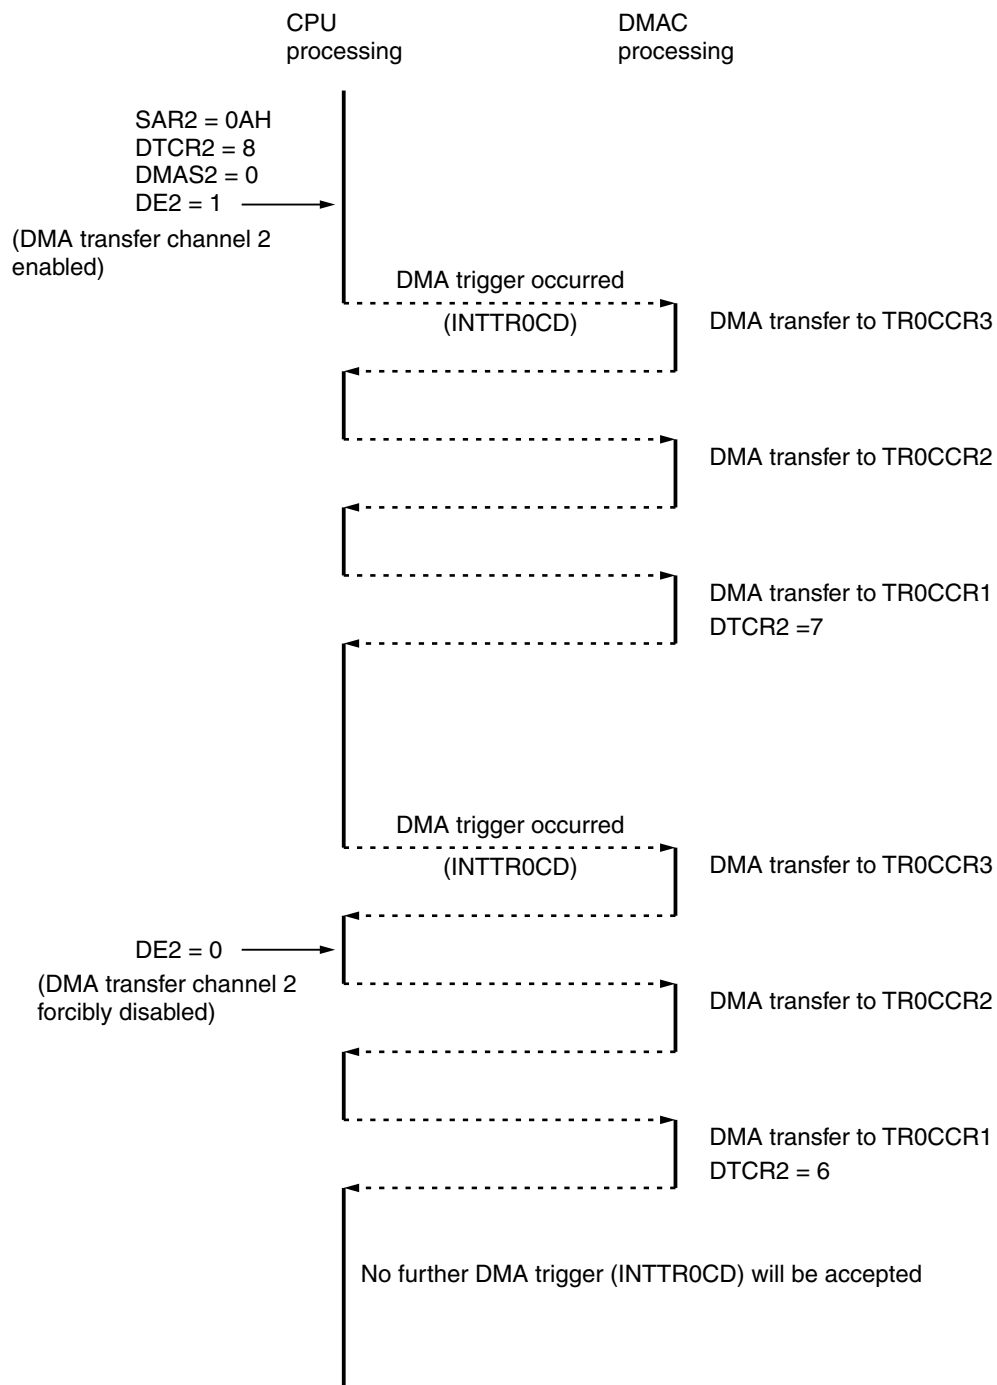 CPU
processing
DMAC
processing
SAR2 = 0AH
DTCR2 = 8
DMAS2 = 0
DE2 = 1
(DMA transfer channel 2
enabled)
DMA trigger occurred
(INTTR0CD)
DMA transfer to TR0CCR3
DMA transfer to TR0CCR2
DMA transfer to TR0CCR1
DTCR2 =7
DMA trigger occurred
(INTTR0CD)
DMA transfer to TR0CCR3
DE2 = 0
(DMA transfer channel 2
forcibly disabled)
DMA transfer to TR0CCR2
DMA transfer to TR0CCR1
DTCR2 = 6
No further DMA trigger (INTTR0CD) will be accepted